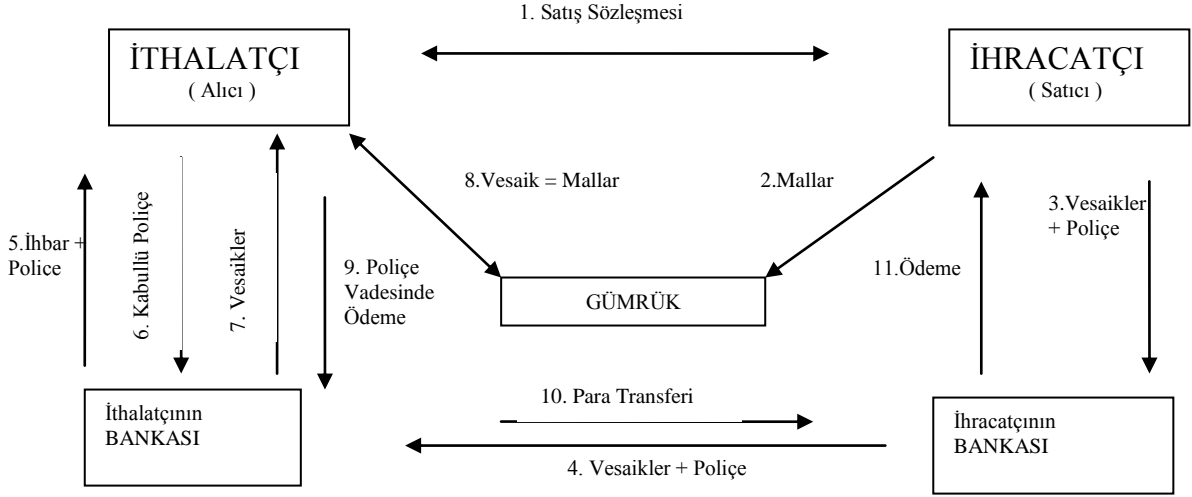 1. Satış Sözleşmesi
İTHALATÇI
( Alıcı )
İHRACATÇI
( Satıcı )
8.Vesaik = Mallar
2.Mallar
3.Vesaikler
+ Poliçe
5.İhbar +
Police
6. Kabullü Poliçe
7. Vesaikler
9. Poliçe
Vadesinde
Ödeme
11.Ödeme
GÜMRÜK
10. Para Transferi
İthalatçının
BANKASI
İhracatçının
BANKASI
4. Vesaikler + Poliçe